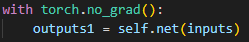 with torch.no_grad():
    outputs1 = self.net(inputs)